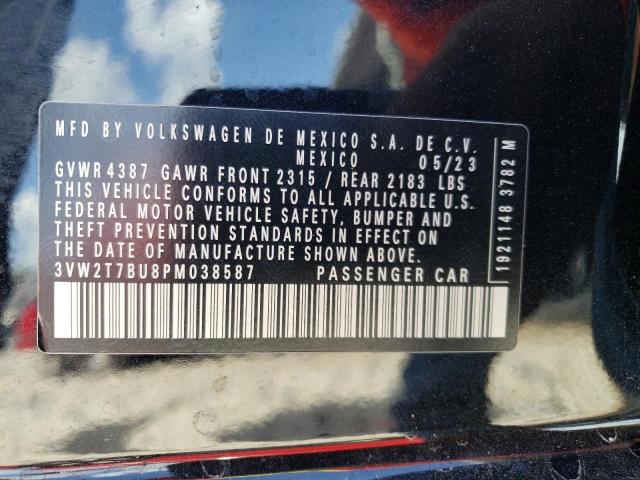 MFD BY VOLKSWAGEN DE MEXICO S.A. DE C.V.
MEXICO 05/23
GVWR 4387 GAWR FRONT 2315 / REAR 2183 LBS
THIS VEHICLE CONFORMS TO ALL APPLICABLE U.S.
FEDERAL MOTOR VEHICLE SAFETY, BUMPER AND
THEFT PREVENTION STANDARDS IN EFFECT ON
THE DATE OF MANUFACTURE SHOWN ABOVE.
3VW2T7BU8PM038587 PASSENGER CAR
1921148 3782 M